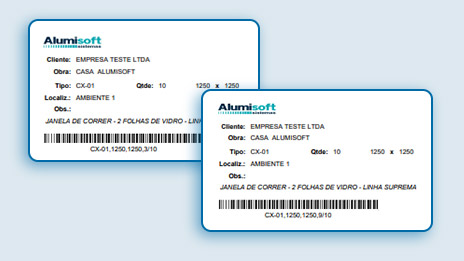 Alumisoft
sistemas
Cliente: EMPRESA TESTE LTDA
Obra: CASA ALUMISOFT
Tipo: CX-01 Qtde: 10 1250 x 1250
Localiz.: AMBIENTE 1
Obs.:
JANELA DE CORRER - 2 FOLHAS DE VIDRO - LINH
CX-01,1250,1250,3/10
Alumisoft
sistemas
Cliente: EMPRESA TESTE LTDA
Obra: CASA ALUMISOFT
Tipo: CX-01 Qtde: 10 1250 x 1250
Localiz.: AMBIENTE 1
Obs.:
JANELA DE CORRER - 2 FOLHAS DE VIDRO - LINHA SUPREMA
CX-01,1250,1250,9/10